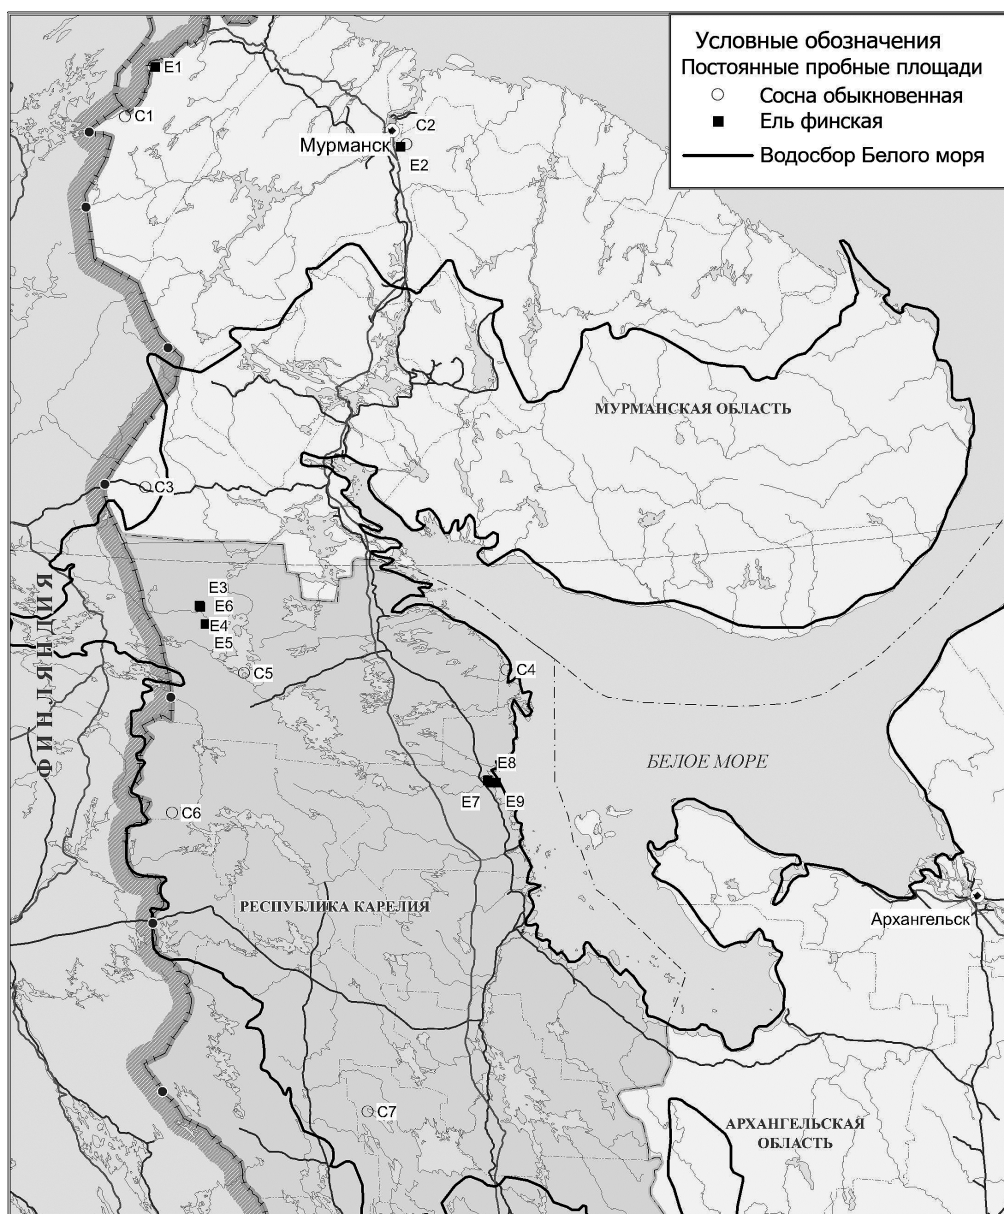 Условные обозначения
Постоянные пробные площади
Сосна обыкновенная
Ель финская
Водосбор Белого моря
E1
C1
C2
Мурманск
E2
МУРМАНСКАЯ ОБЛАСТЬ
C3
ФИНЛЯНДИЯ
E3
E6
E4
E5
C5
C4
БЕЛОЕ МОРЕ
E8
E7
E9
C6
РЕСПУБЛИКА КАРЕЛИЯ
Архангельск
C7
АРХАНГЕЛЬСКАЯ
ОБЛАСТЬ